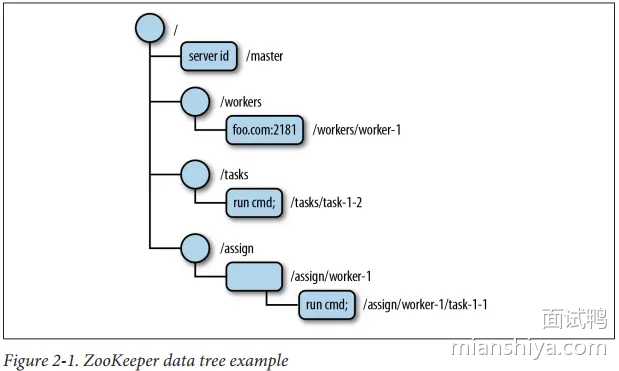 /
server id /master
/workers
foo.com:2181 /workers/worker-1
/tasks
run cmd; /tasks/task-1-2
/assign
/assign/worker-1
run cmd; /assign/worker-1/task-1-1
面试鸭
mianshiya.com
Figure 2-1. ZooKeeper data tree example